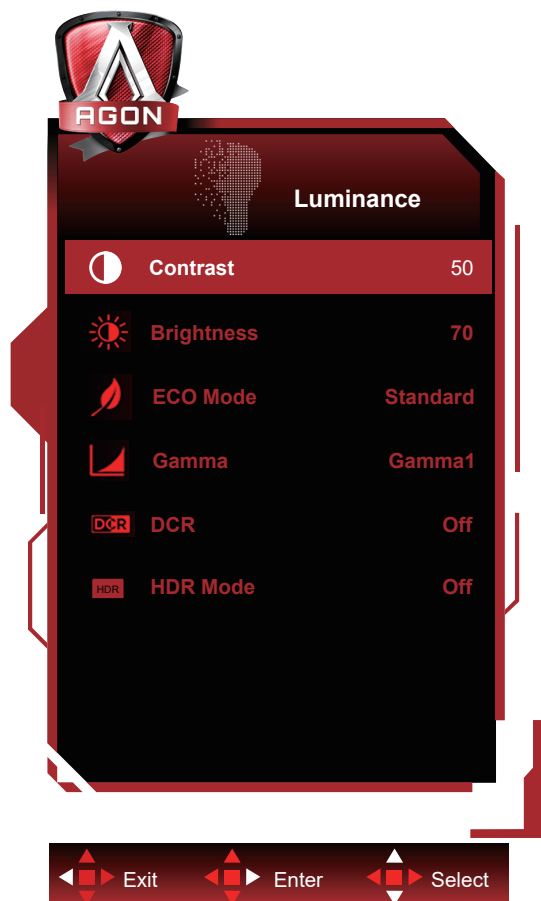 AGON
Luminance
Contrast 50
Brightness 70
ECO Mode Standard
Gamma Gamma1
DCR DCR Off
HDR HDR Mode Off
Exit Enter Select